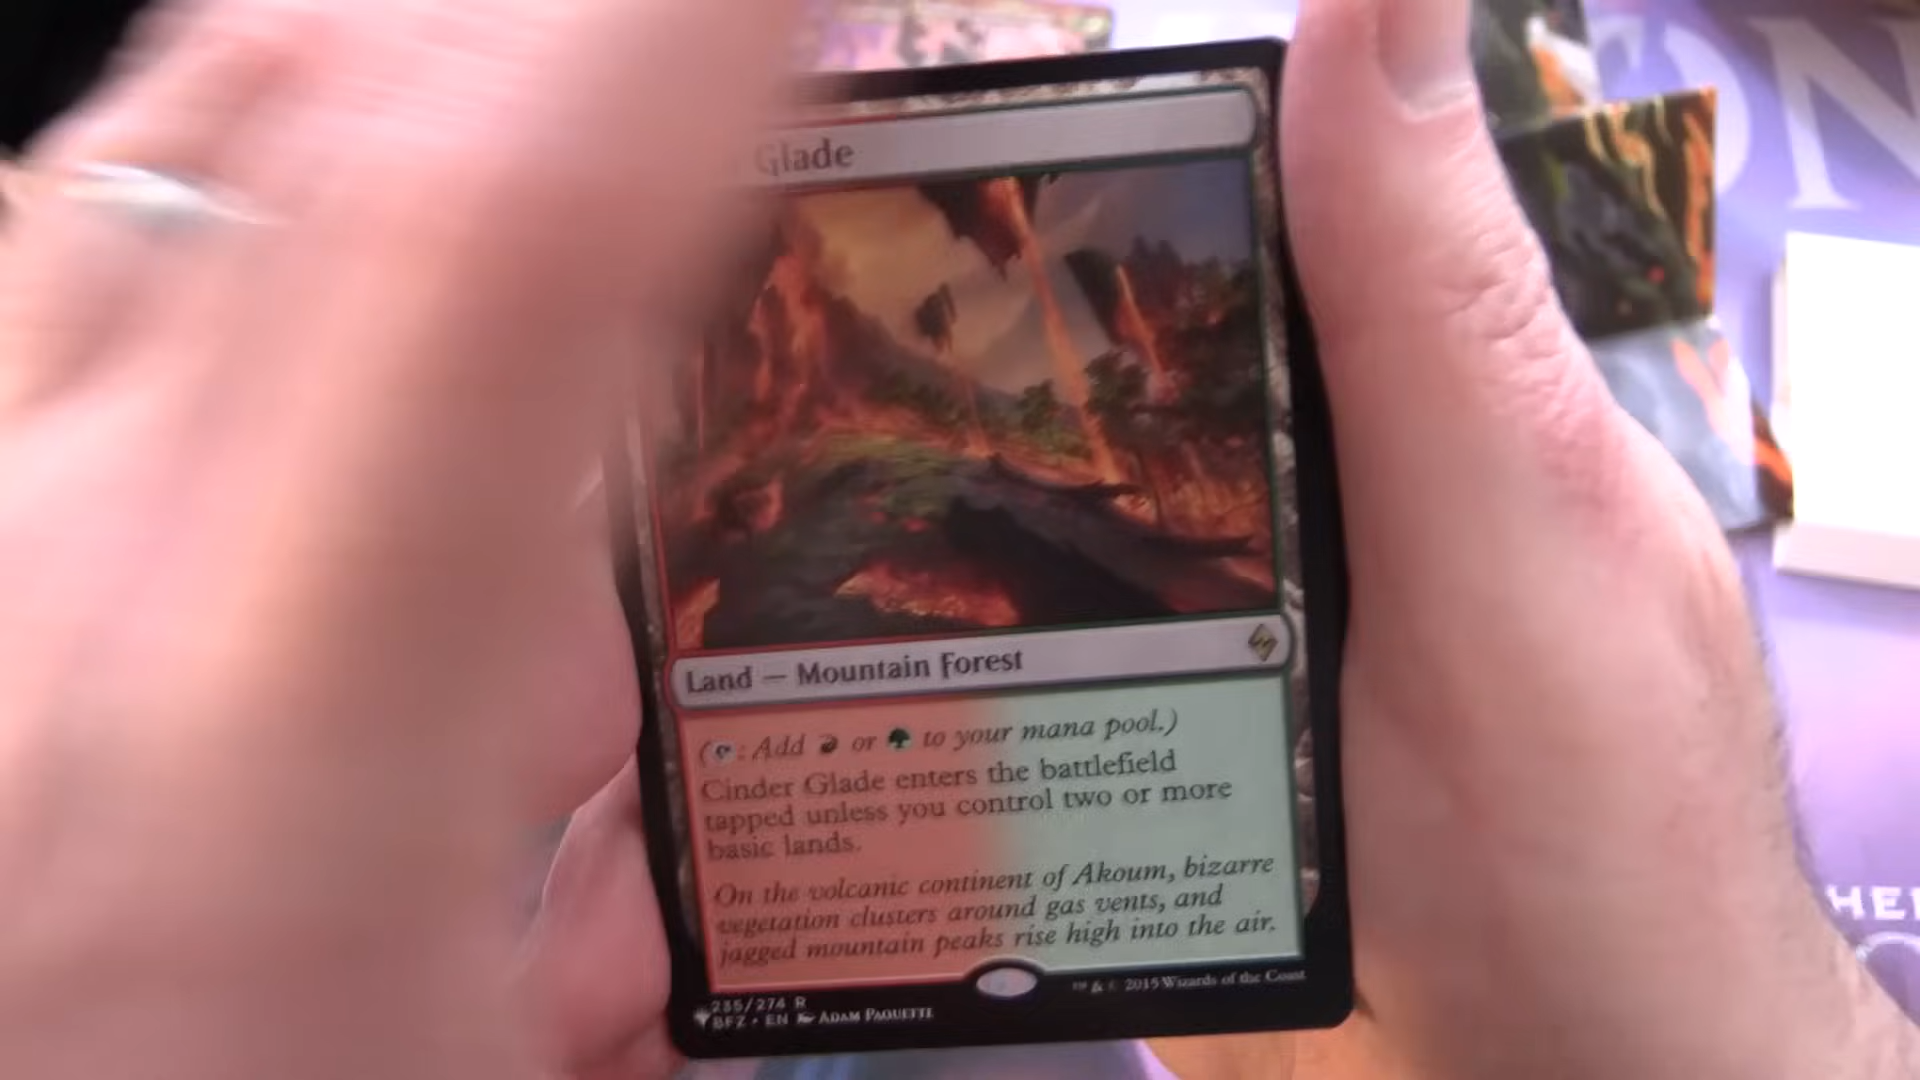 Glade
ON
Land — Mountain Forest
( : Add or to your mana pool.)
Cinder Glade enters the battlefield
tapped unless you control two or more
basic lands.
On the volcanic continent of Akoum, bizarre
vegetation clusters around gas vents, and
jagged mountain peaks rise high into the air.
235/274 R
BFZ • EN ADAM PAQUETTE
™ & © 2015 Wizards of the Coast
HE